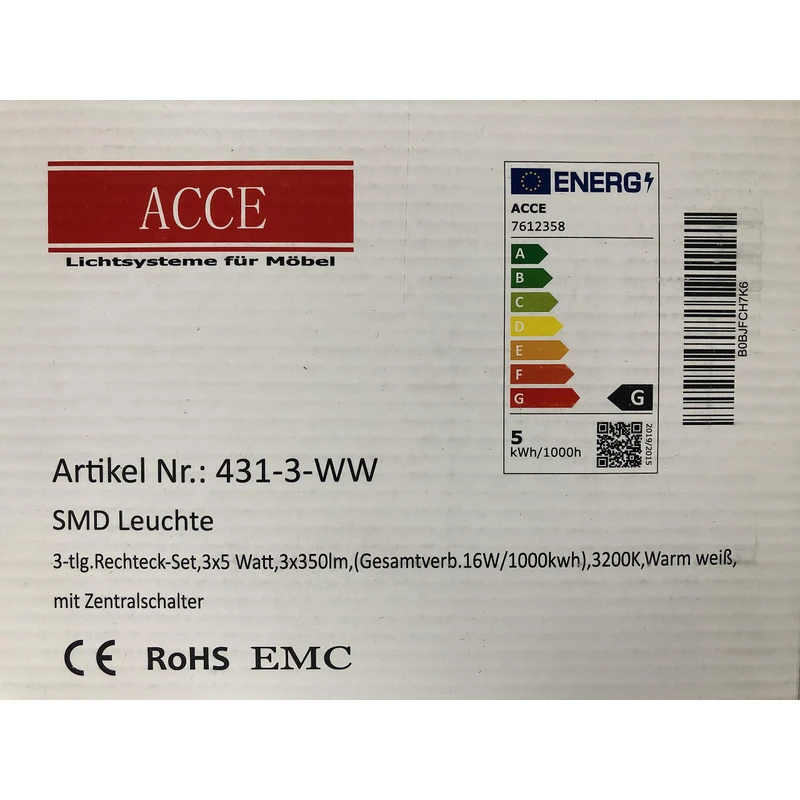 ACCE
Lichtsysteme für Möbel
ENERG
ACCE
7612358
A
B
C
D
E
F
G
G
5
kWh/1000h
2019/2015
B0BJFCH7K6
Artikel Nr.: 431-3-WW
SMD Leuchte
3-tlg.Rechteck-Set,3x5 Watt,3x350lm,(Gesamtverb.16W/1000kwh),3200K,Warm weiß,
mit Zentralschalter
CE RoHS EMC